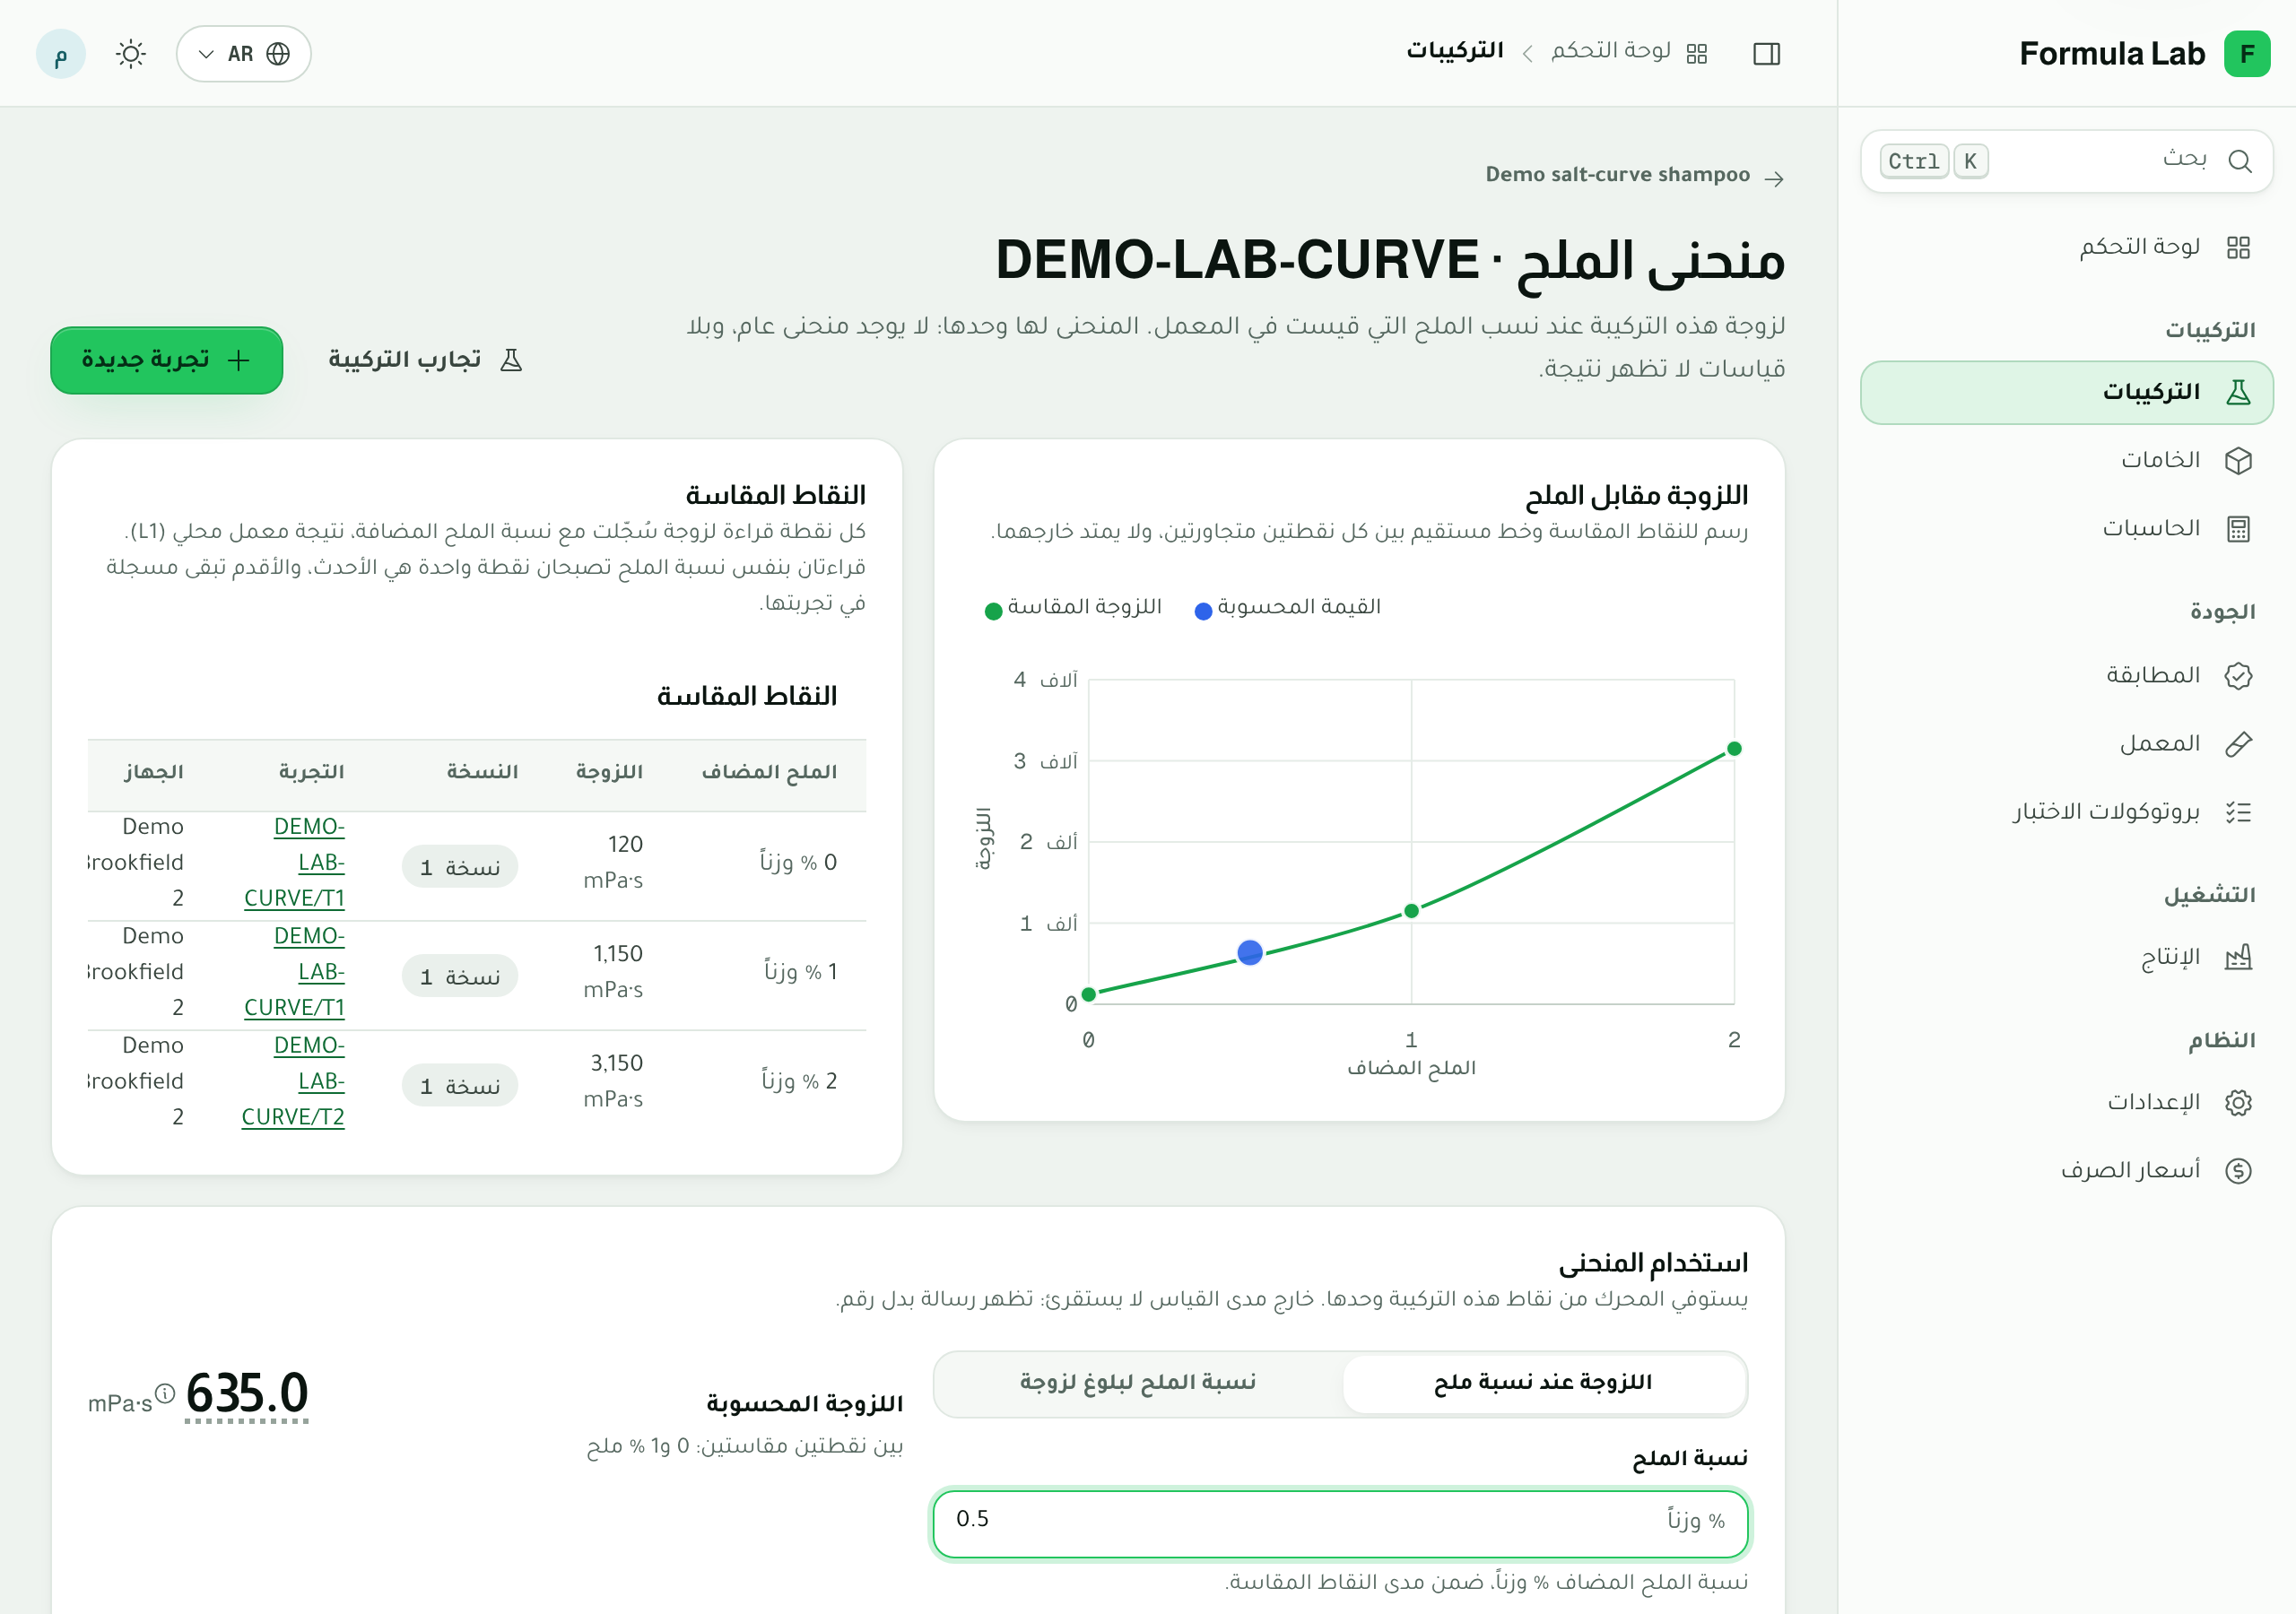 Formula Lab
F
بحث
Ctrl K
لوحة التحكم
التركيبات
التركيبات
الخامات
الحاسبات
الجودة
المطابقة
المعمل
بروتوكولات الاختبار
التشغيل
الإنتاج
النظام
الإعدادات
أسعار الصرف
لوحة التحكم
التركيبات
AR
م
Demo salt-curve shampoo
منحنى الملح · DEMO-LAB-CURVE
لزوجة هذه التركيبة عند نسب الملح التي قيست في المعمل. المنحنى لها وحدها: لا يوجد منحنى عام، وبلا
قياسات لا تظهر نتيجة.
تجارب التركيبة
تجربة جديدة
اللزوجة مقابل الملح
رسم للنقاط المقاسة وخط مستقيم بين كل نقطتين متجاورتين، ولا يمتد خارجهما.
القيمة المحسوبة
اللزوجة المقاسة
4 آلاف
3 آلاف
2 ألف
1 ألف
0
اللزوجة
0 1 2
الملح المضاف
النقاط المقاسة
كل نقطة قراءة لزوجة سُجّلت مع نسبة الملح المضافة، نتيجة معمل محلي (L1).
قراءتان بنفس نسبة الملح تصبحان نقطة واحدة هي الأحدث، والأقدم تبقى مسجلة
في تجربتها.
النقاط المقاسة
الملح المضاف اللزوجة النسخة التجربة الجهاز
0 % وزناً
120
mPa·s
نسخة 1
DEMO-
LAB-
CURVE/T1
Demo
Brookfield
2
1 % وزناً
1,150
mPa·s
نسخة 1
DEMO-
LAB-
CURVE/T1
Demo
Brookfield
2
2 % وزناً
3,150
mPa·s
نسخة 1
DEMO-
LAB-
CURVE/T2
Demo
Brookfield
2
استخدام المنحنى
يستوفي المحرك من نقاط هذه التركيبة وحدها. خارج مدى القياس لا يستقرئ: تظهر رسالة بدل رقم.
اللزوجة عند نسبة ملح
نسبة الملح لبلوغ لزوجة
نسبة الملح
% وزناً
0.5
نسبة الملح المضاف % وزناً، ضمن مدى النقاط المقاسة.
اللزوجة المحسوبة
635.0 mPa·s
بين نقطتين مقاستين: 0 و1 % ملح